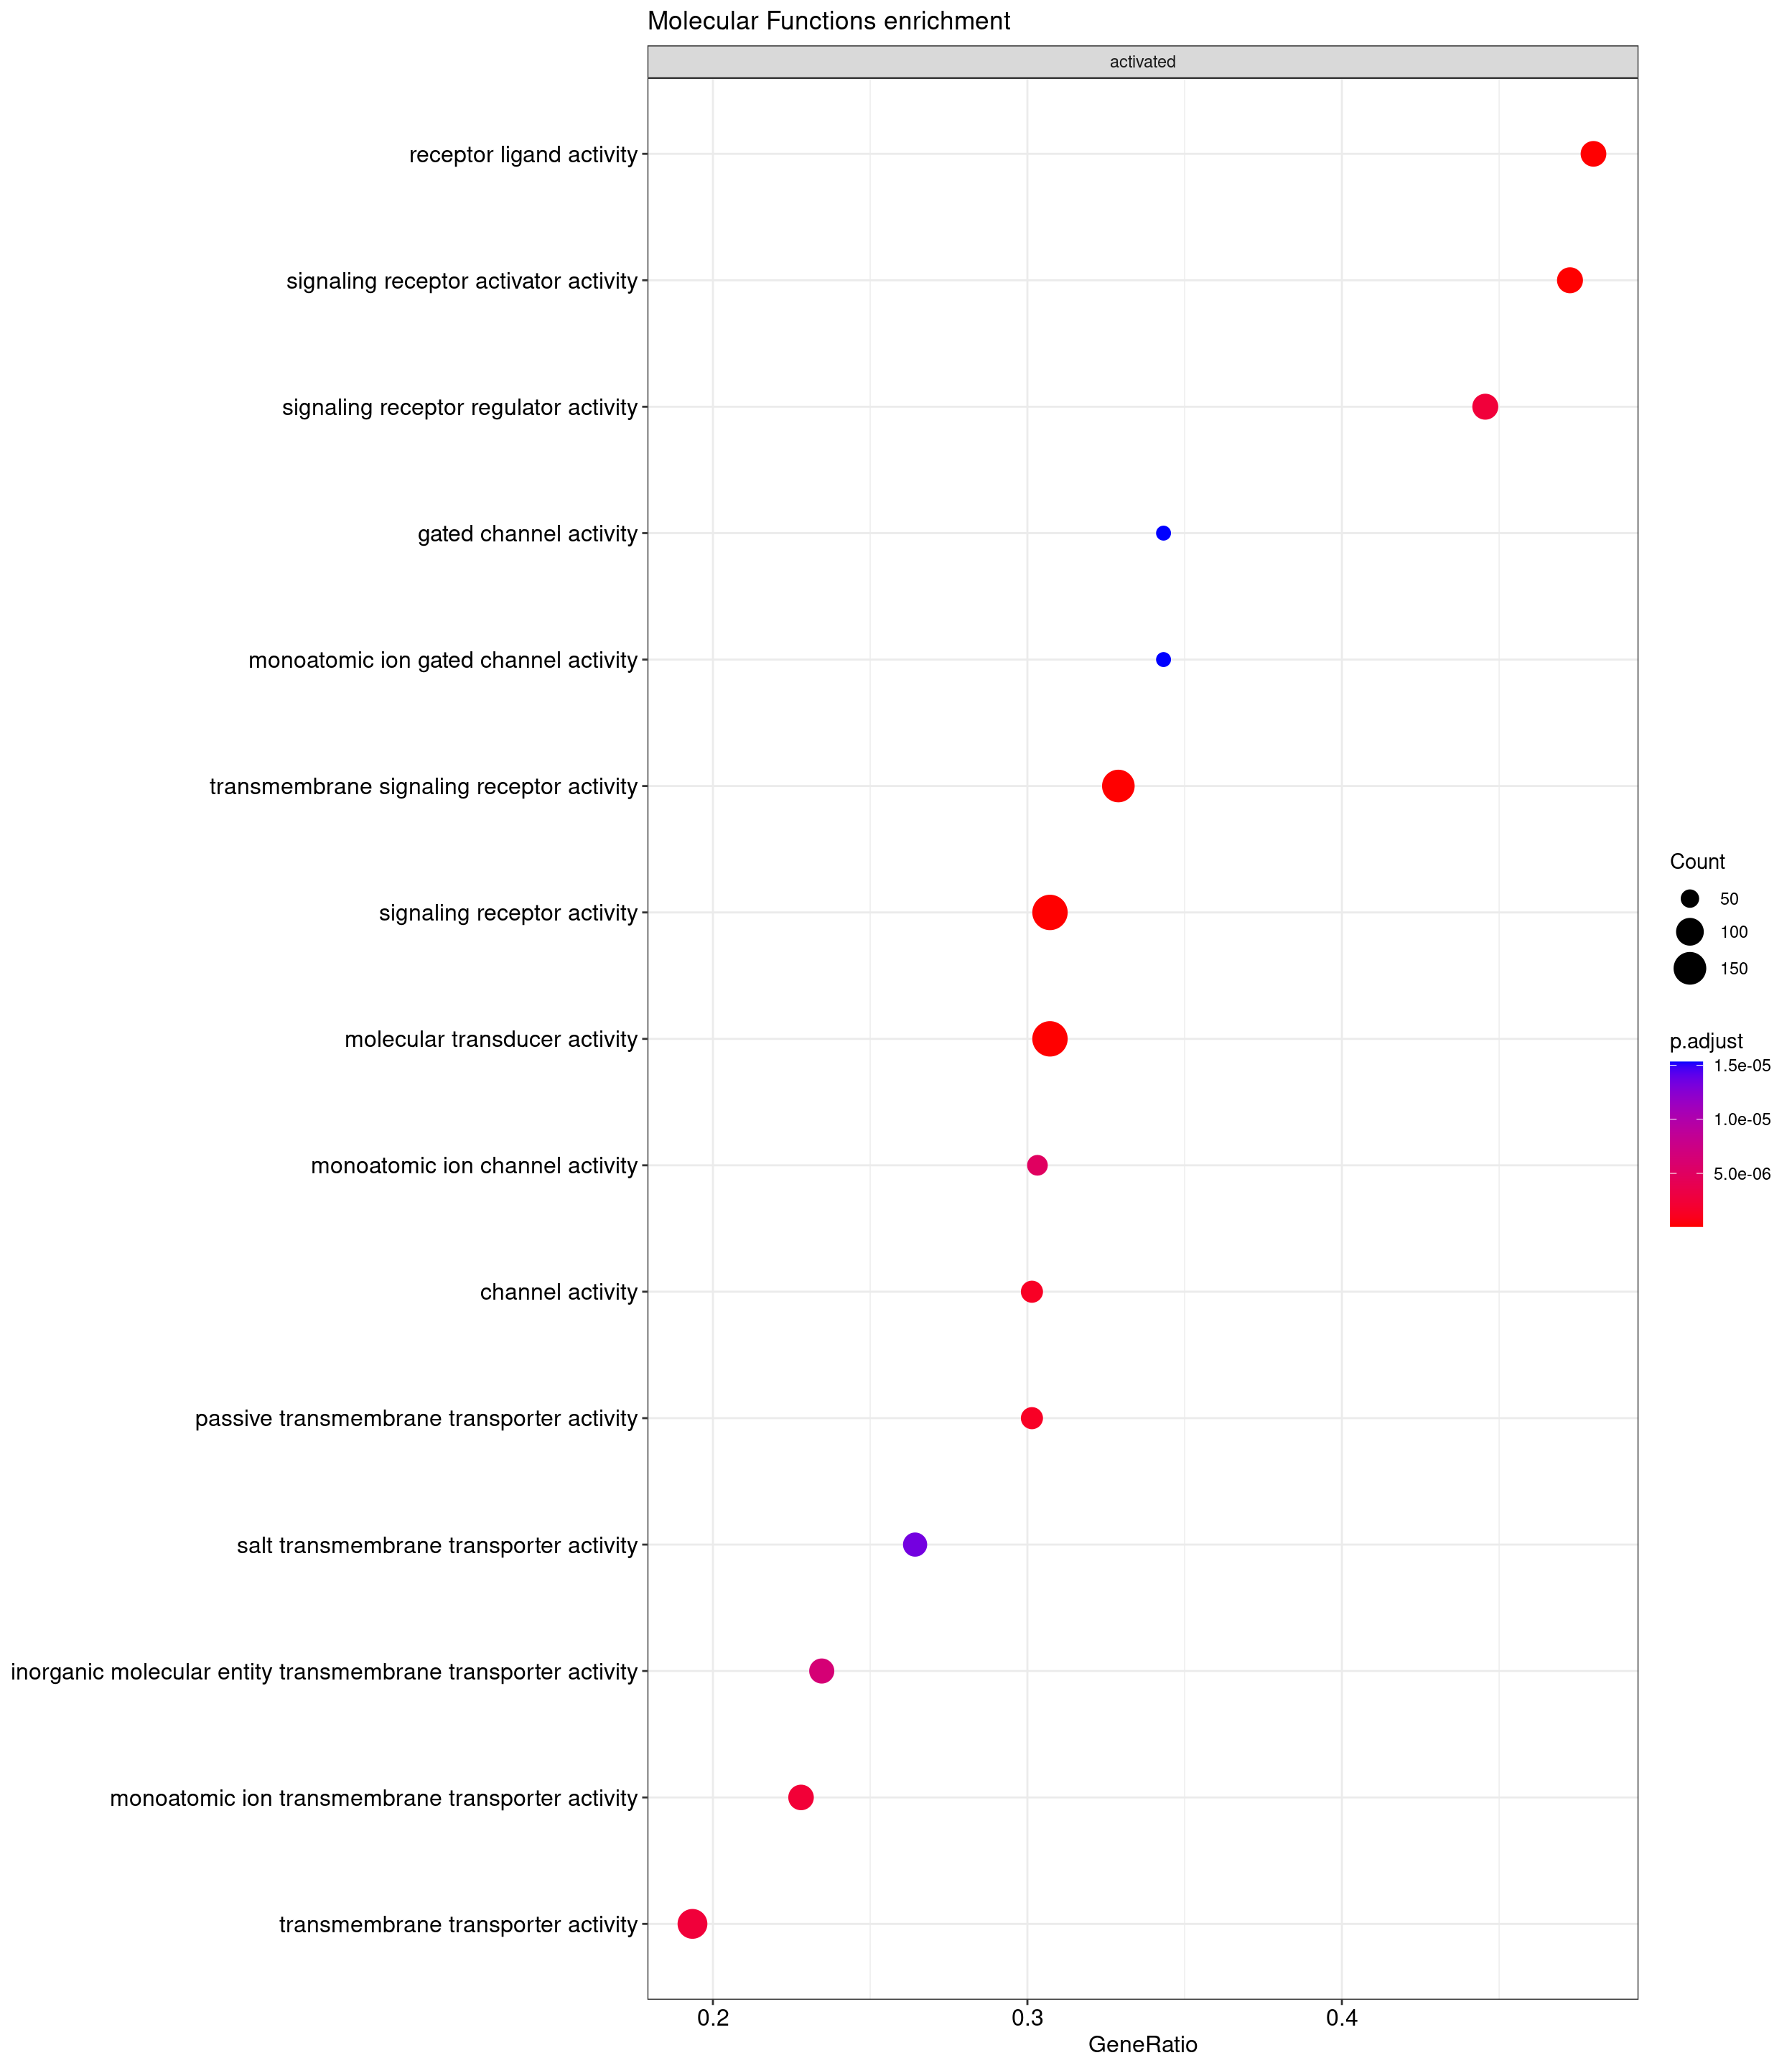 Molecular Functions enrichment
activated
receptor ligand activity
signaling receptor activator activity
signaling receptor regulator activity
gated channel activity
monoatomic ion gated channel activity
transmembrane signaling receptor activity
signaling receptor activity
molecular transducer activity
monoatomic ion channel activity
channel activity
passive transmembrane transporter activity
salt transmembrane transporter activity
inorganic molecular entity transmembrane transporter activity
monoatomic ion transmembrane transporter activity
transmembrane transporter activity
0.2 0.3 0.4
GeneRatio
Count
50
100
150
p.adjust
1.5e-05
1.0e-05
5.0e-06